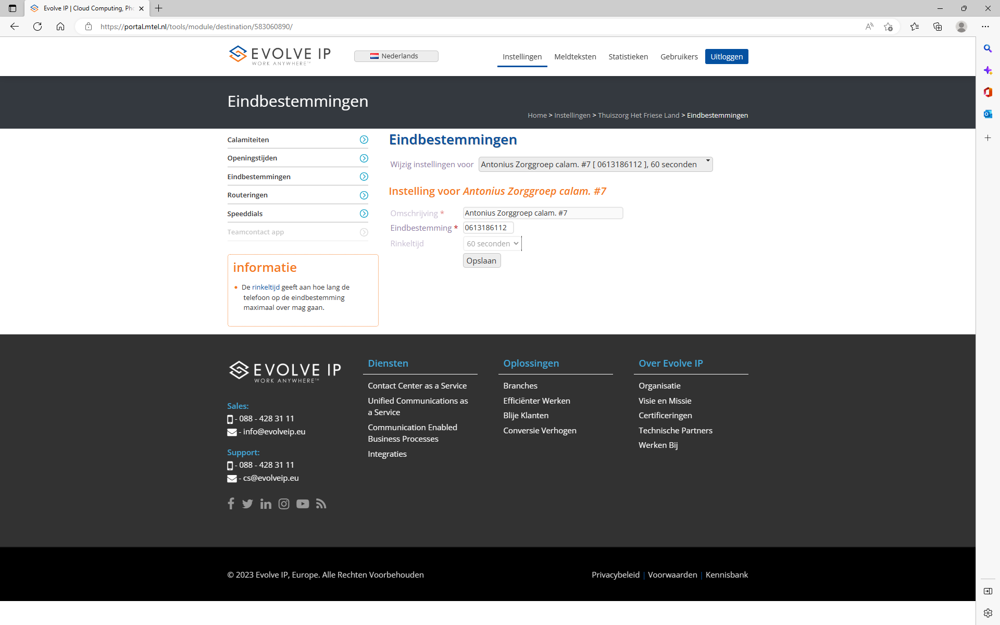 Evolve IP | Cloud Computing, Pho
https://portal.mtel.nl/tools/module/destination/583060890/
EVOLVE IP
WORK ANYWHERE™
Nederlands
Instellingen
Meldteksten
Statistieken
Gebruikers
Uitloggen
Eindbestemmingen
Home > Instellingen > Thuiszorg Het Friese Land > Eindbestemmingen
Calamiteiten
Openingstijden
Eindbestemmingen
Routeringen
Speeddials
Teamcontact app
informatie
De rinkeltijd geeft aan hoe lang de
telefoon op de eindbestemming
maximaal over mag gaan.
Eindbestemmingen
Wijzig instellingen voor Antonius Zorggroep calam. #7 [ 0613186112 ], 60 seconden
Instelling voor Antonius Zorggroep calam. #7
Omschrijving * Antonius Zorggroep calam. #7
Eindbestemming * 0613186112
Rinkeltijd 60 seconden
Opslaan
EVOLVE IP
WORK ANYWHERE™
Sales:
- 088 - 428 31 11
- info@evolveip.eu
Support:
- 088 - 428 31 11
- cs@evolveip.eu
Diensten
Contact Center as a Service
Unified Communications as
a Service
Communication Enabled
Business Processes
Integraties
Oplossingen
Branches
Efficiënter Werken
Blije Klanten
Conversie Verhogen
Over Evolve IP
Organisatie
Visie en Missie
Certificeringen
Technische Partners
Werken Bij
© 2023 Evolve IP, Europe. Alle Rechten Voorbehouden
Privacybeleid | Voorwaarden | Kennisbank